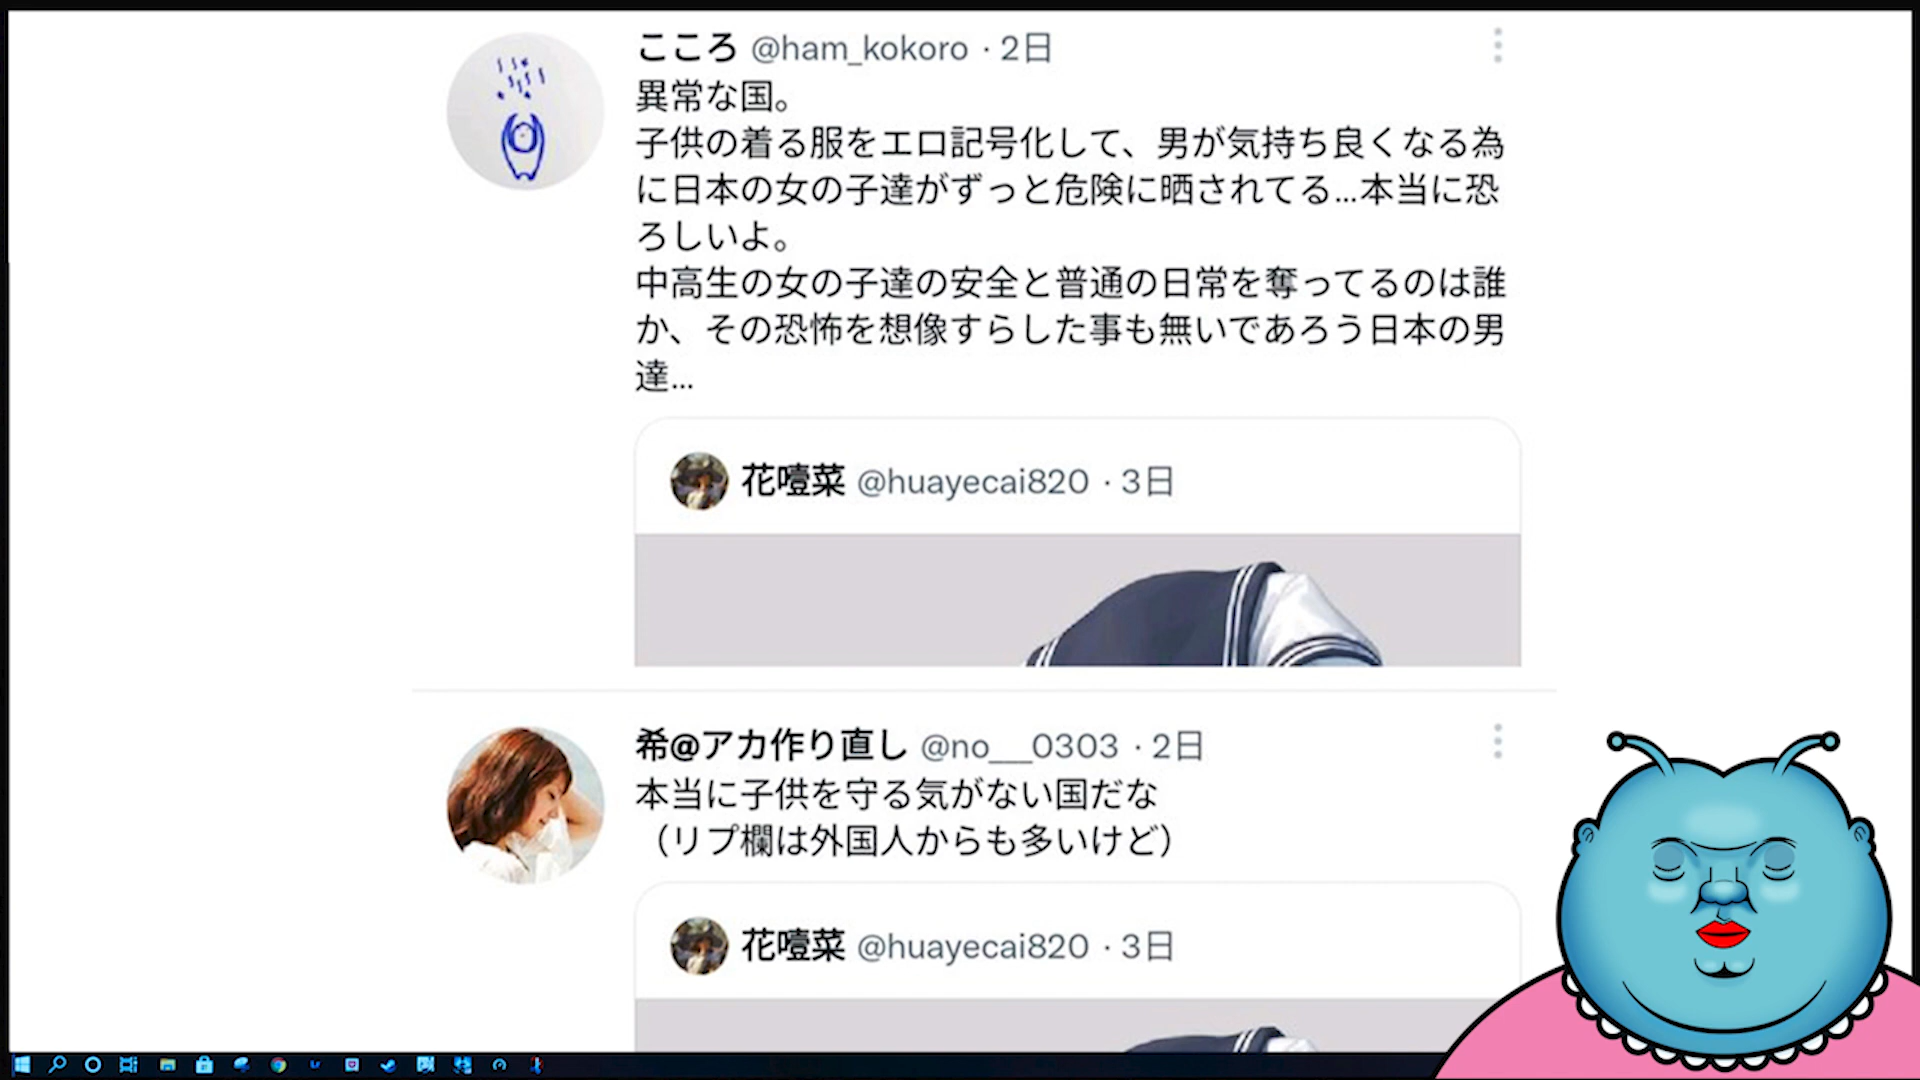 こころ @ham_kokoro · 2日
異常な国。
子供の着る服をエロ記号化して、男が気持ち良くなる為
に日本の女の子達がずっと危険に晒されてる...本当に恐
ろしいよ。
中高生の女の子達の安全と普通の日常を奪ってるのは誰
か、その恐怖を想像すらした事も無いであろう日本の男
達...
花噎菜 @huayecai820 · 3日
希@アカ作り直し @no__0303 · 2日
本当に子供を守る気がない国だな
（リプ欄は外国人からも多いけど）
花噎菜 @huayecai820 · 3日